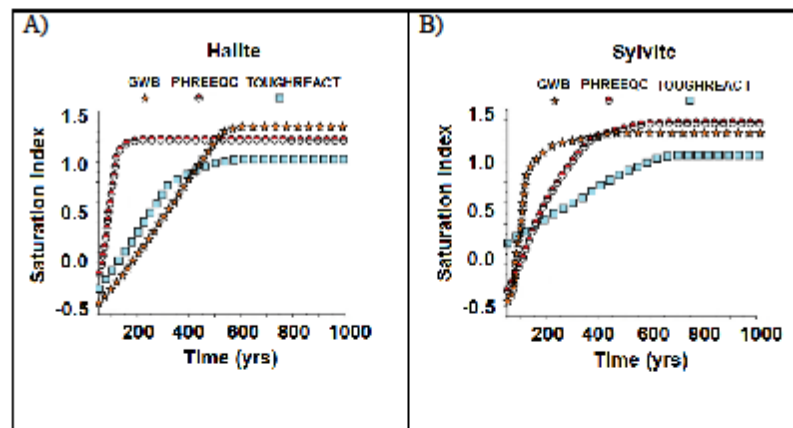 A)
Halite
GWB PHREEQC TOUGHREACT
Saturation Index
1.5
1.0
0.5
0.0
-0.5
200 400 600 800 1000
Time (yrs)
B)
Sylvite
GWB PHREEQC TOUGHREACT
Saturation Index
1.5
1.0
0.5
0.0
-0.5
200 400 600 800 1000
Time (yrs)